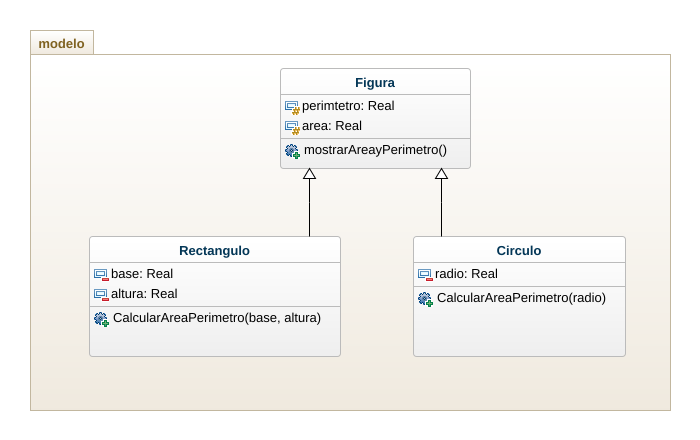 modelo
Figura
perimtetro: Real
area: Real
mostrarAreayPerimetro()
Rectangulo
base: Real
altura: Real
CalcularAreaPerimetro(base, altura)
Circulo
radio: Real
CalcularAreaPerimetro(radio)